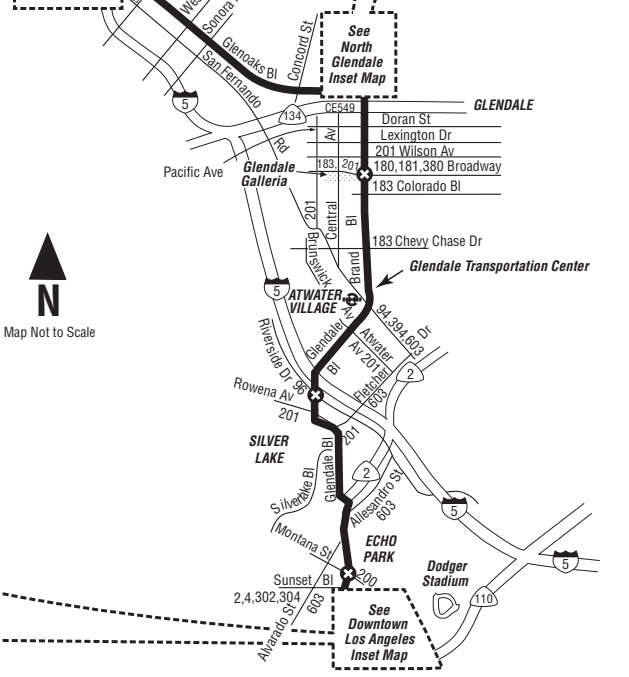 Sonora
Glenoaks Bl
San Fernando
Rd
Concord St
See
North
Glendale
Inset Map
5
134
CE549
GLENDALE
Doran St
Lexington Dr
201 Wilson Av
183, 201
180,181,380 Broadway
183 Colorado Bl
Pacific Ave
Glendale
Galleria
Av
Central
201
Bl
Brand
183 Chevy Chase Dr
Brunswick
Av
Glendale Transportation Center
N
Map Not to Scale
5
ATWATER
VILLAGE
94,394,603
Glendale
Bl
Atwater
Av 201
Fletcher
Dr
603
2
Riverside Dr 96
Rowena Av
201
201
SILVER
LAKE
Glendale Bl
Silverlake Bl
2
Allesandro St
603
5
Montana St
ECHO
PARK
Sunset Bl
200
2,4,302,304
603
Alvarado St
Dodger
Stadium
110
5
See
Downtown
Los Angeles
Inset Map